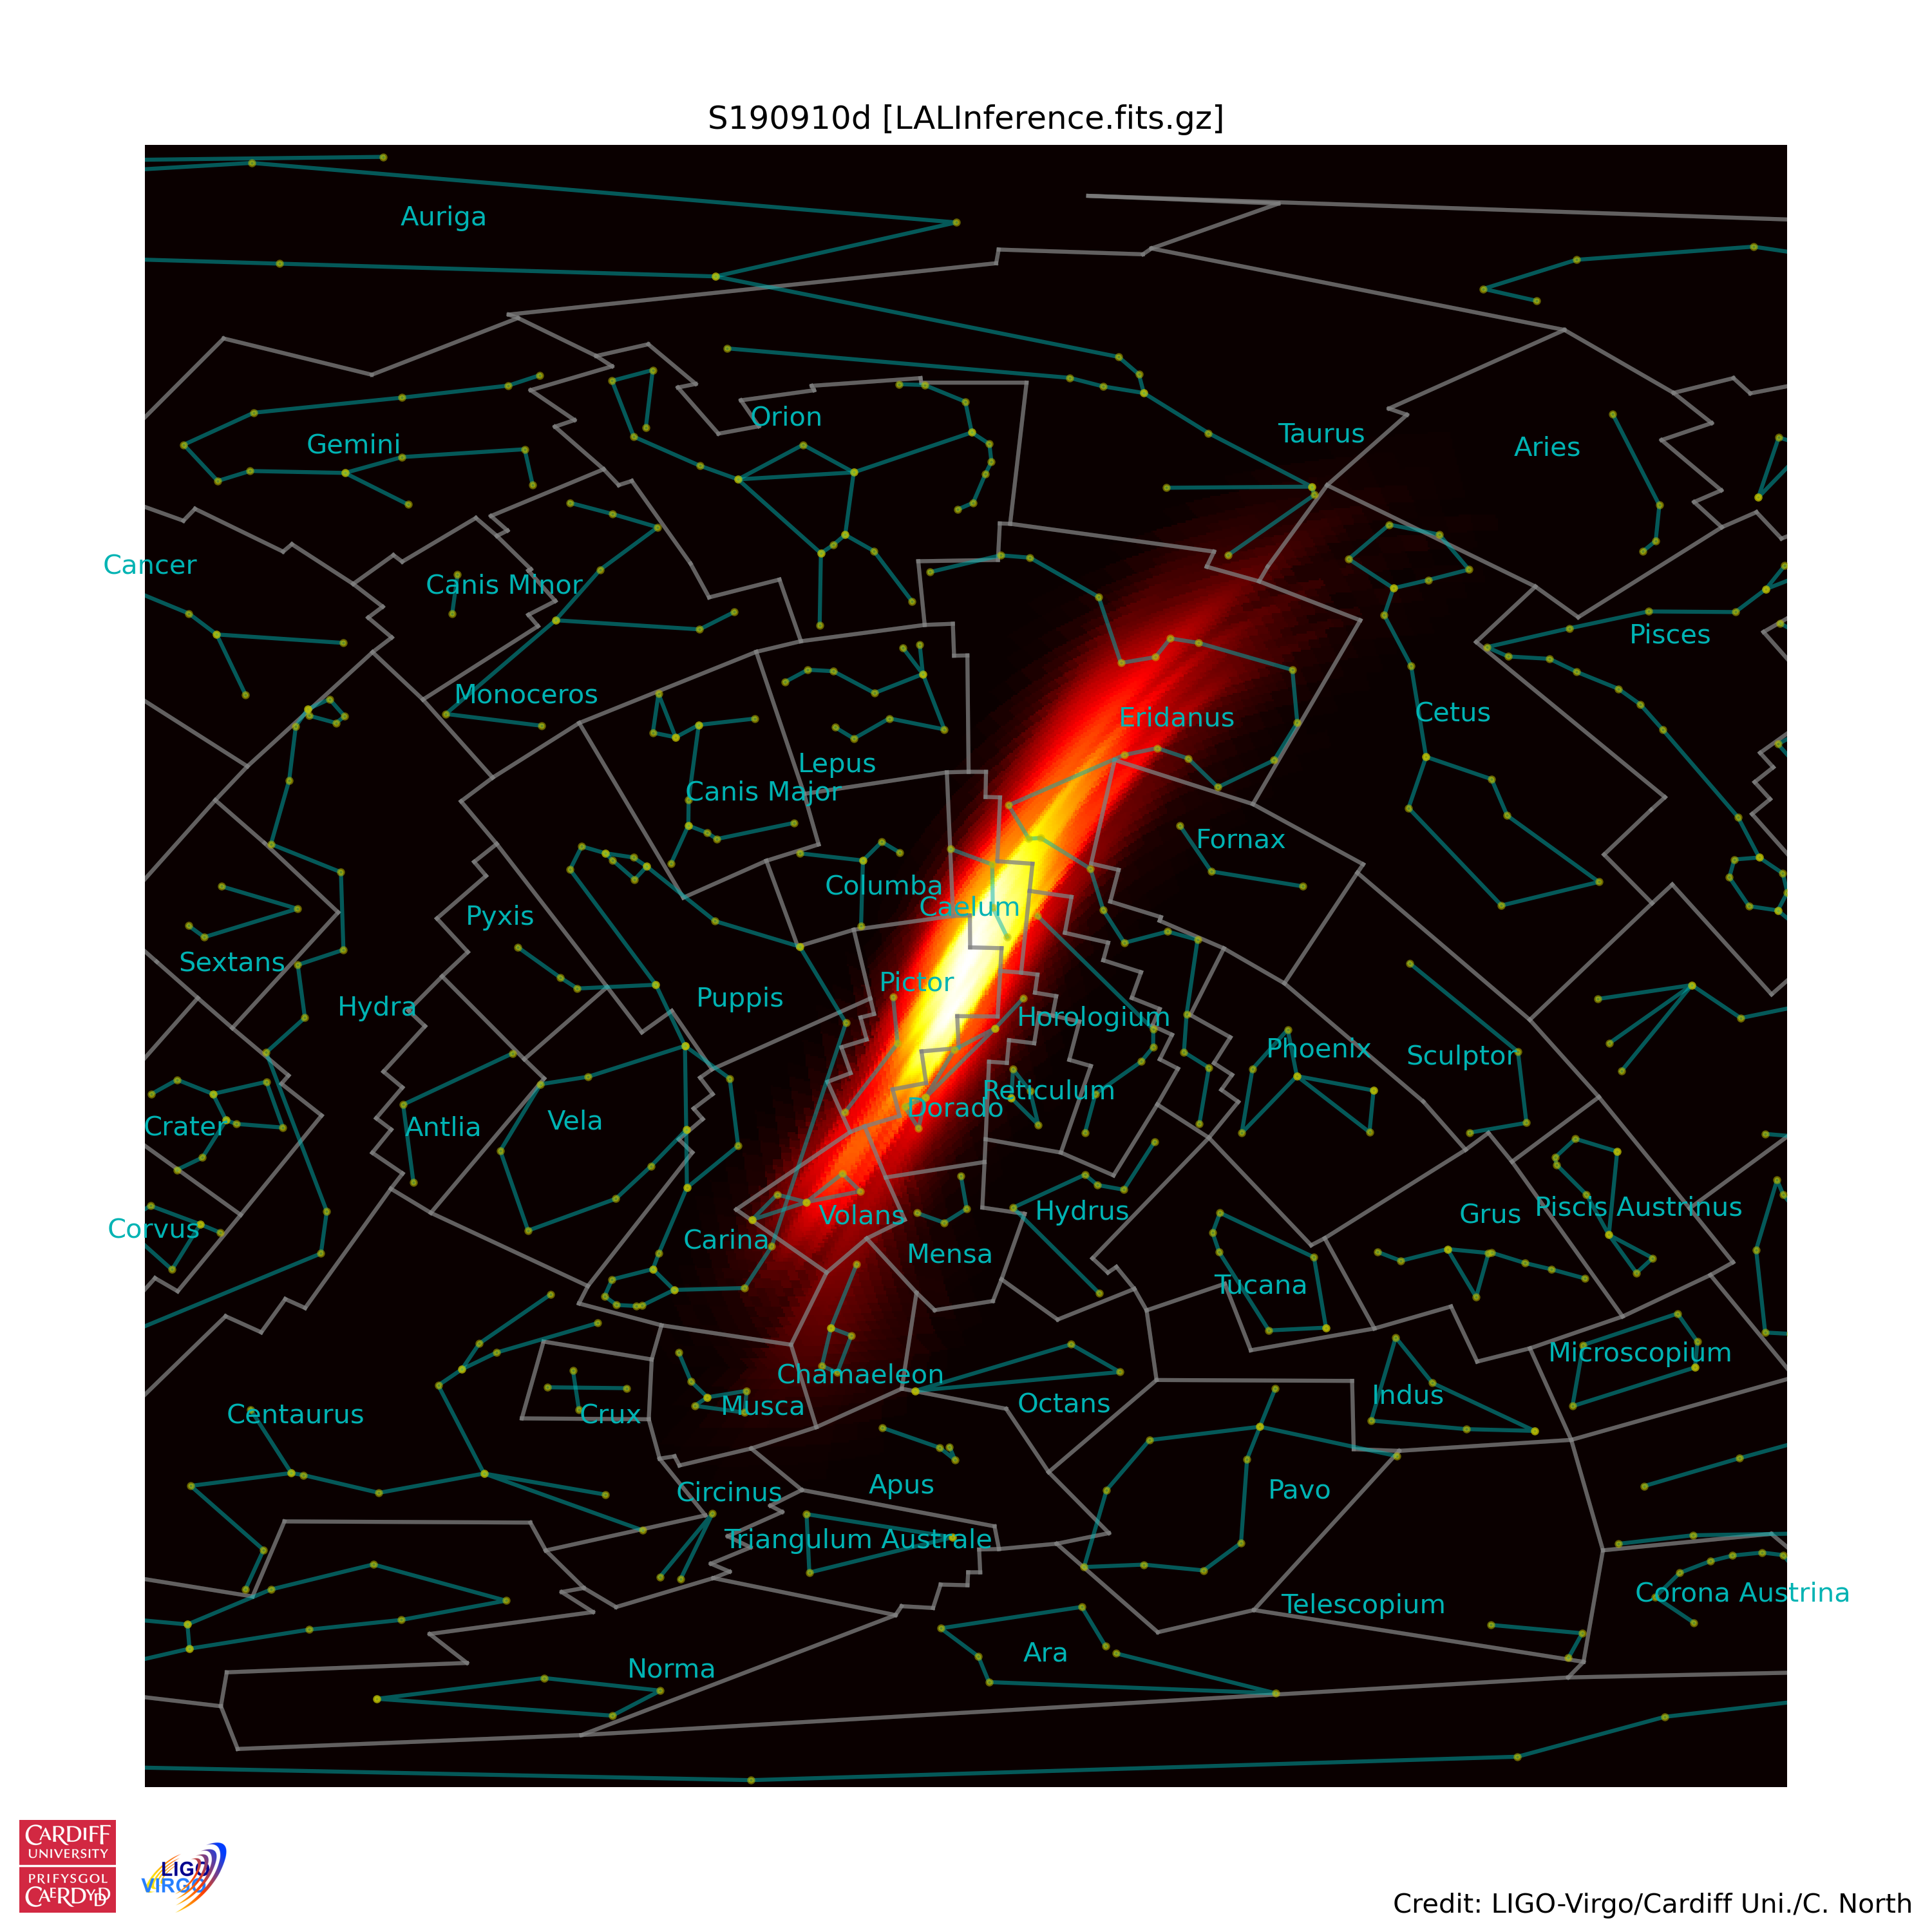 S190910d [LALInference.fits.gz]
Auriga
Orion
Taurus
Gemini
Aries
Cancer
Canis Minor
Pisces
Monoceros
Cetus
Eridanus
Lepus
Canis Major
Fornax
Columba
Caelum
Pyxis
Sextans
Pictor
Puppis
Hydra
Horologium
Phoenix
Sculptor
Reticulum
Dorado
Vela
Antlia
Crater
Piscis Austrinus
Hydrus
Grus
Volans
Corvus
Carina
Mensa
Tucana
Microscopium
Chamaeleon
Indus
Octans
Musca
Centaurus
Crux
Apus
Pavo
Circinus
Triangulum Australe
Corona Austrina
Telescopium
Ara
Norma
CARDIFF
UNIVERSITY
PRIFYSGOL
CAERDYDD
LIGO
VIRGO
Credit: LIGO-Virgo/Cardiff Uni./C. North